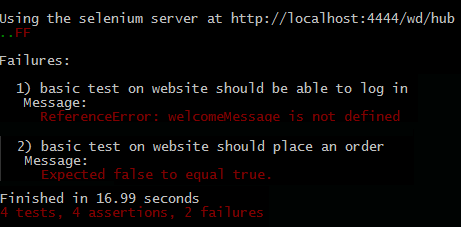 Using the selenium server at http://localhost:4444/wd/hub
..FF
Failures:
1) basic test on website should be able to log in
Message:
ReferenceError: welcomeMessage is not defined
2) basic test on website should place an order
Message:
Expected false to equal true.
Finished in 16.99 seconds
4 tests, 4 assertions, 2 failures